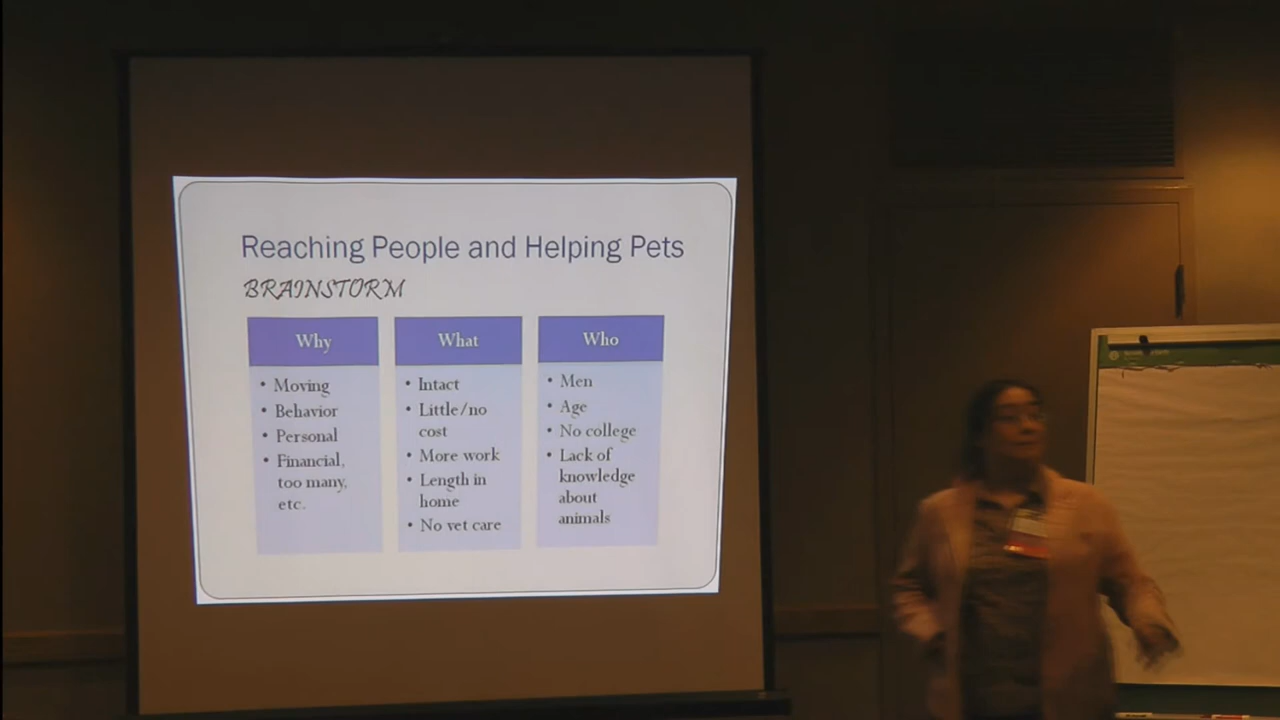 Reaching People and Helping Pets
BRAINSTORM
Why
• Moving
• Behavior
• Personal
• Financial,
too many,
etc.
What
• Intact
• Little/no
cost
• More work
• Length in
home
• No vet care
Who
• Men
• Age
• No college
• Lack of
knowledge
about
animals